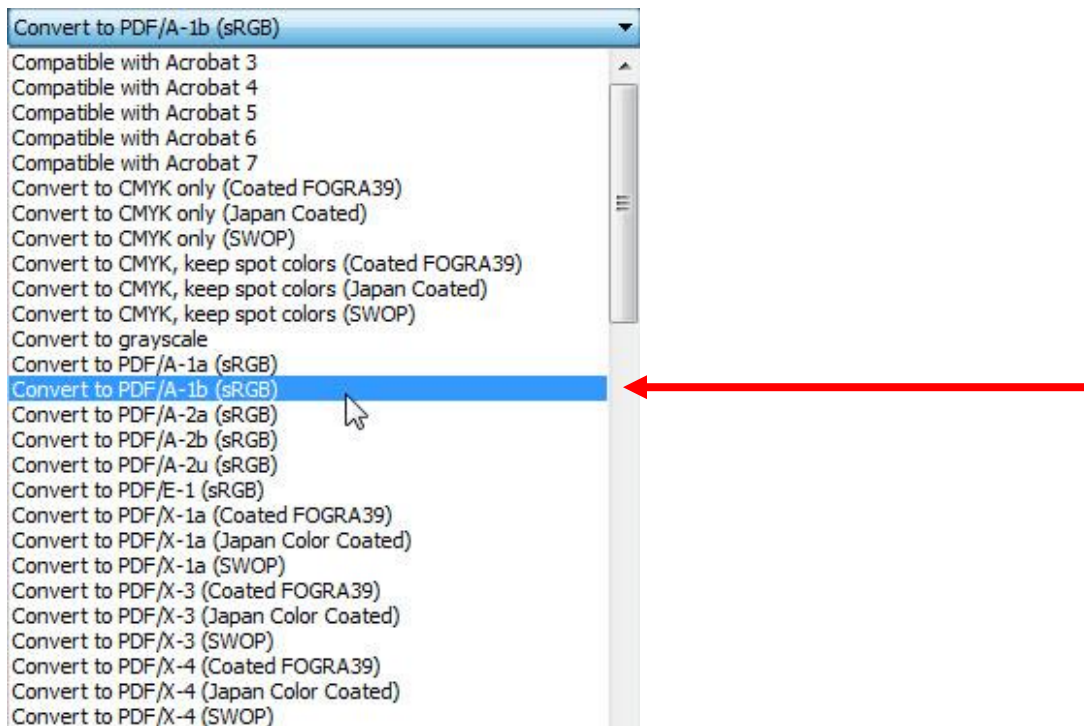 Convert to PDF/A-1b (sRGB)
Compatible with Acrobat 3
Compatible with Acrobat 4
Compatible with Acrobat 5
Compatible with Acrobat 6
Compatible with Acrobat 7
Convert to CMYK only (Coated FOGRA39)
Convert to CMYK only (Japan Coated)
Convert to CMYK only (SWOP)
Convert to CMYK, keep spot colors (Coated FOGRA39)
Convert to CMYK, keep spot colors (Japan Coated)
Convert to CMYK, keep spot colors (SWOP)
Convert to grayscale
Convert to PDF/A-1a (sRGB)
Convert to PDF/A-1b (sRGB)
Convert to PDF/A-2a (sRGB)
Convert to PDF/A-2b (sRGB)
Convert to PDF/A-2u (sRGB)
Convert to PDF/E-1 (sRGB)
Convert to PDF/X-1a (Coated FOGRA39)
Convert to PDF/X-1a (Japan Color Coated)
Convert to PDF/X-1a (SWOP)
Convert to PDF/X-3 (Coated FOGRA39)
Convert to PDF/X-3 (Japan Color Coated)
Convert to PDF/X-3 (SWOP)
Convert to PDF/X-4 (Coated FOGRA39)
Convert to PDF/X-4 (Japan Color Coated)
Convert to PDF/X-4 (SWOP)